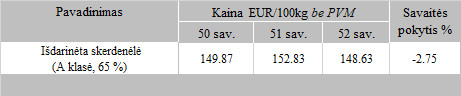 Pavadinimas
Kaina EUR/100kg be PVM
Savaitės
pokytis %
50 sav.
51 sav.
52 sav.
Išdarinėta skerdenėlė
(A klasė, 65 %)
149.87
152.83
148.63
-2.75